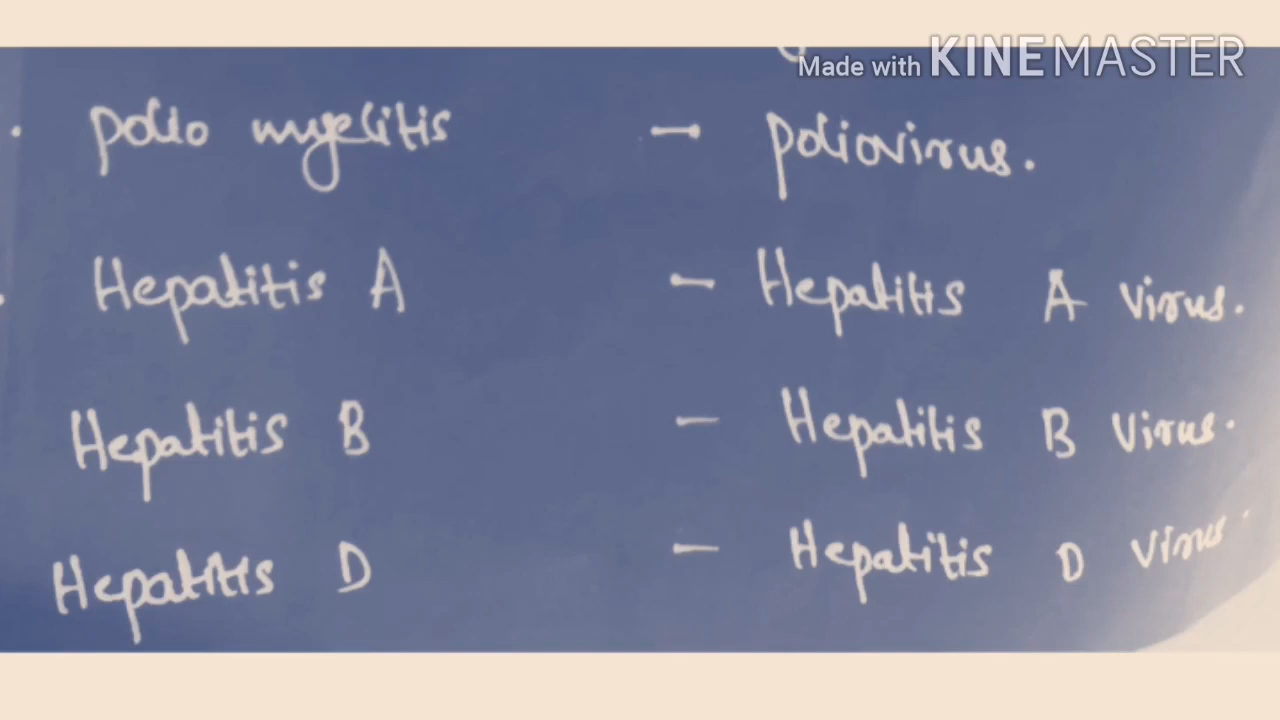 Made with KINEMASTER
. Polio myelitis – Poliovirus.
. Hepatitis A – Hepatitis A virus.
Hepatitis B – Hepatitis B virus.
Hepatitis D – Hepatitis D virus.